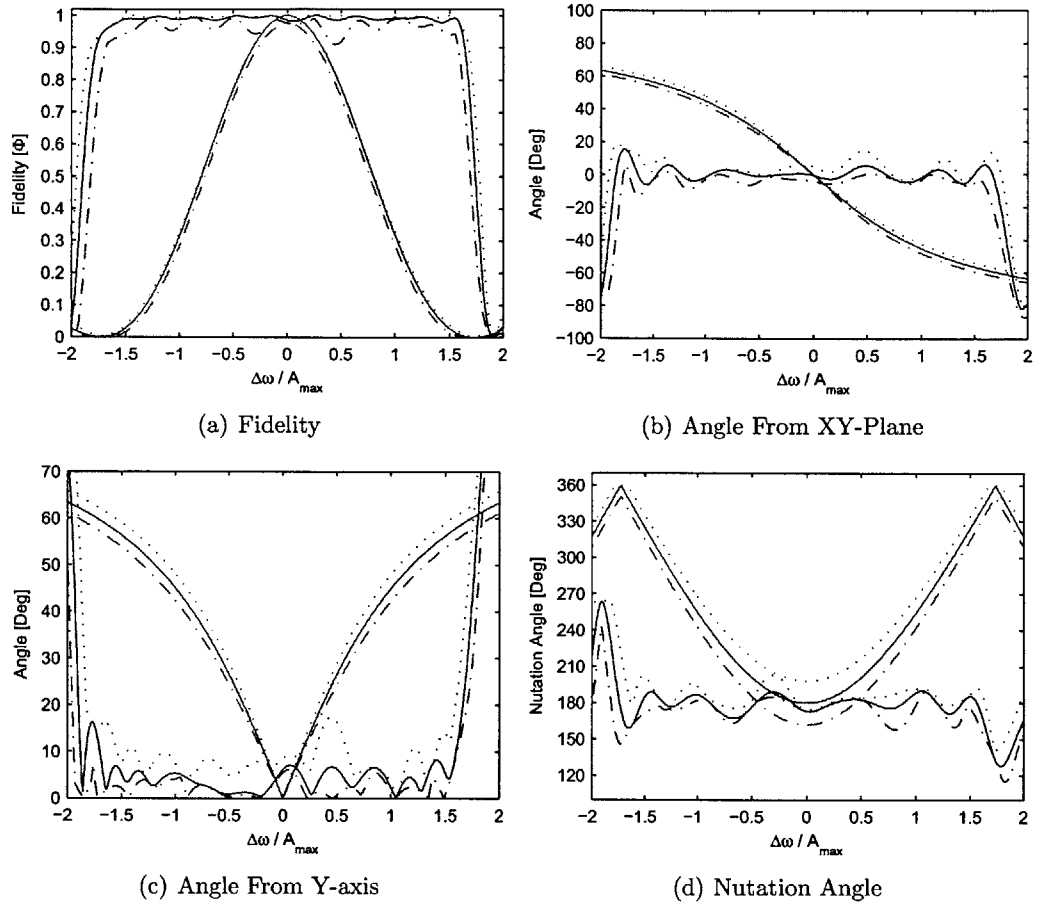 1
0.9
0.8
0.7
0.6
0.5
0.4
0.3
0.2
0.1
0
Fidelity [Φ]
−2 −1.5 −1 −0.5 0 0.5 1 1.5 2
Δω / A_max
(a) Fidelity
100
80
60
40
20
0
−20
−40
−60
−80
−100
Angle [Deg]
−2 −1.5 −1 −0.5 0 0.5 1 1.5 2
Δω / A_max
(b) Angle From XY-Plane
70
60
50
40
30
20
10
0
Angle [Deg]
−2 −1.5 −1 −0.5 0 0.5 1 1.5 2
Δω / A_max
(c) Angle From Y-axis
360
330
300
270
240
210
180
150
120
Nutation Angle [Deg]
−2 −1.5 −1 −0.5 0 0.5 1 1.5 2
Δω / A_max
(d) Nutation Angle